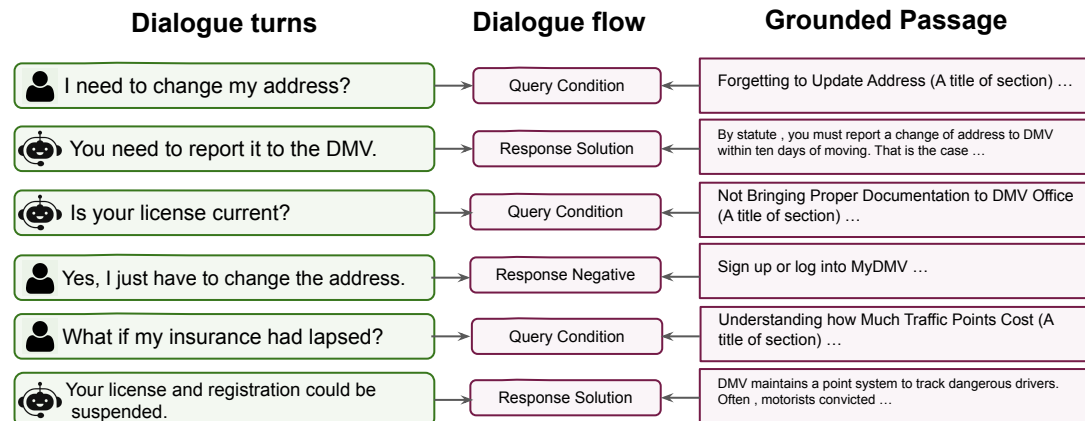 Dialogue turns
Dialogue flow
Grounded Passage
I need to change my address?
Query Condition
Forgetting to Update Address (A title of section) …
You need to report it to the DMV.
Response Solution
By statute , you must report a change of address to DMV
within ten days of moving. That is the case …
Is your license current?
Query Condition
Not Bringing Proper Documentation to DMV Office
(A title of section) …
Yes, I just have to change the address.
Response Negative
Sign up or log into MyDMV …
What if my insurance had lapsed?
Query Condition
Understanding how Much Traffic Points Cost (A
title of section) …
Your license and registration could be
suspended.
Response Solution
DMV maintains a point system to track dangerous drivers.
Often , motorists convicted …